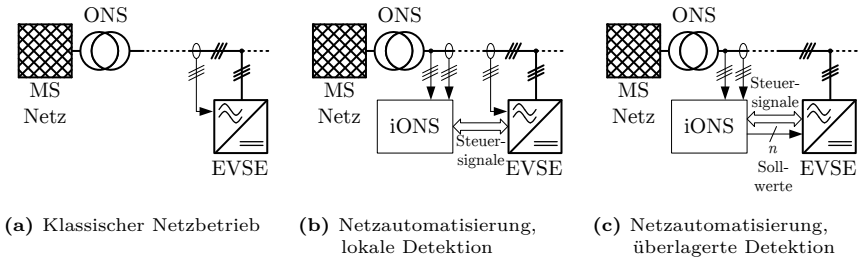 ONS
MS
Netz
EVSE
(a) Klassischer Netzbetrieb
ONS
MS
Netz
iONS
Steuer-
signale
EVSE
(b) Netzautomatisierung,
lokale Detektion
ONS
MS
Netz
iONS
Steuer-
signale
n
Soll-
werte
EVSE
(c) Netzautomatisierung,
überlagerte Detektion